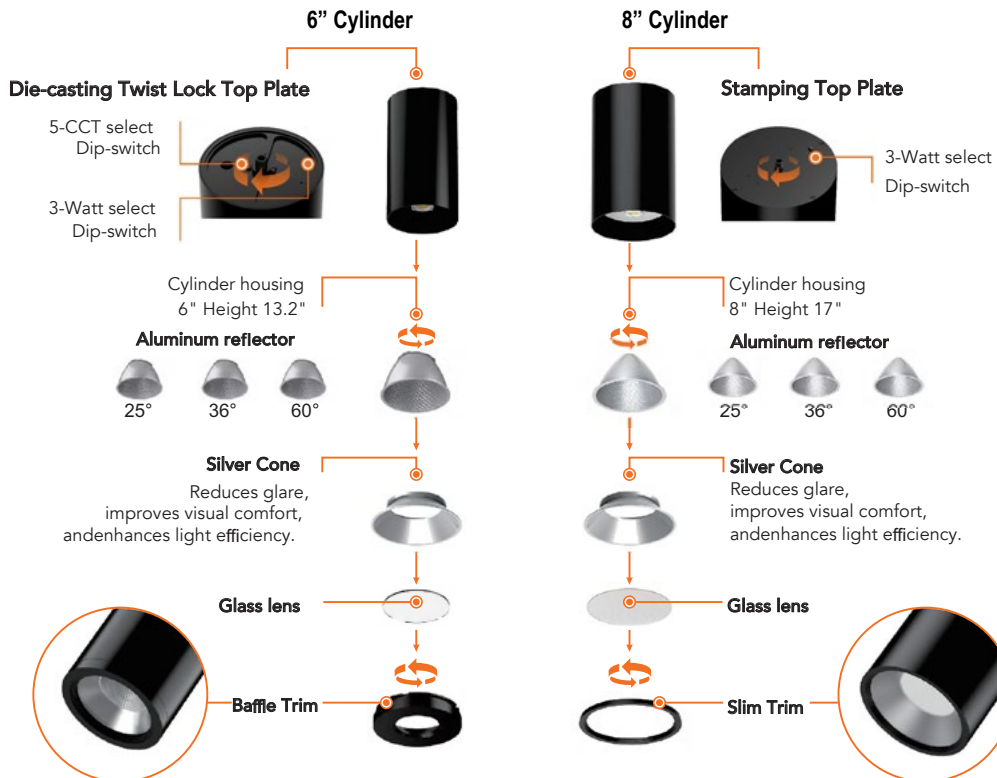 6” Cylinder
8” Cylinder
Die-casting Twist Lock Top Plate
Stamping Top Plate
5-CCT select
Dip-switch
3-Watt select
Dip-switch
3-Watt select
Dip-switch
Cylinder housing
6" Height 13.2"
Cylinder housing
8" Height 17"
Aluminum reflector
25° 36° 60°
Aluminum reflector
25° 36° 60°
Silver Cone
Reduces glare,
improves visual comfort,
andenhances light efficiency.
Silver Cone
Reduces glare,
improves visual comfort,
andenhances light efficiency.
Glass lens
Glass lens
Baffle Trim
Slim Trim